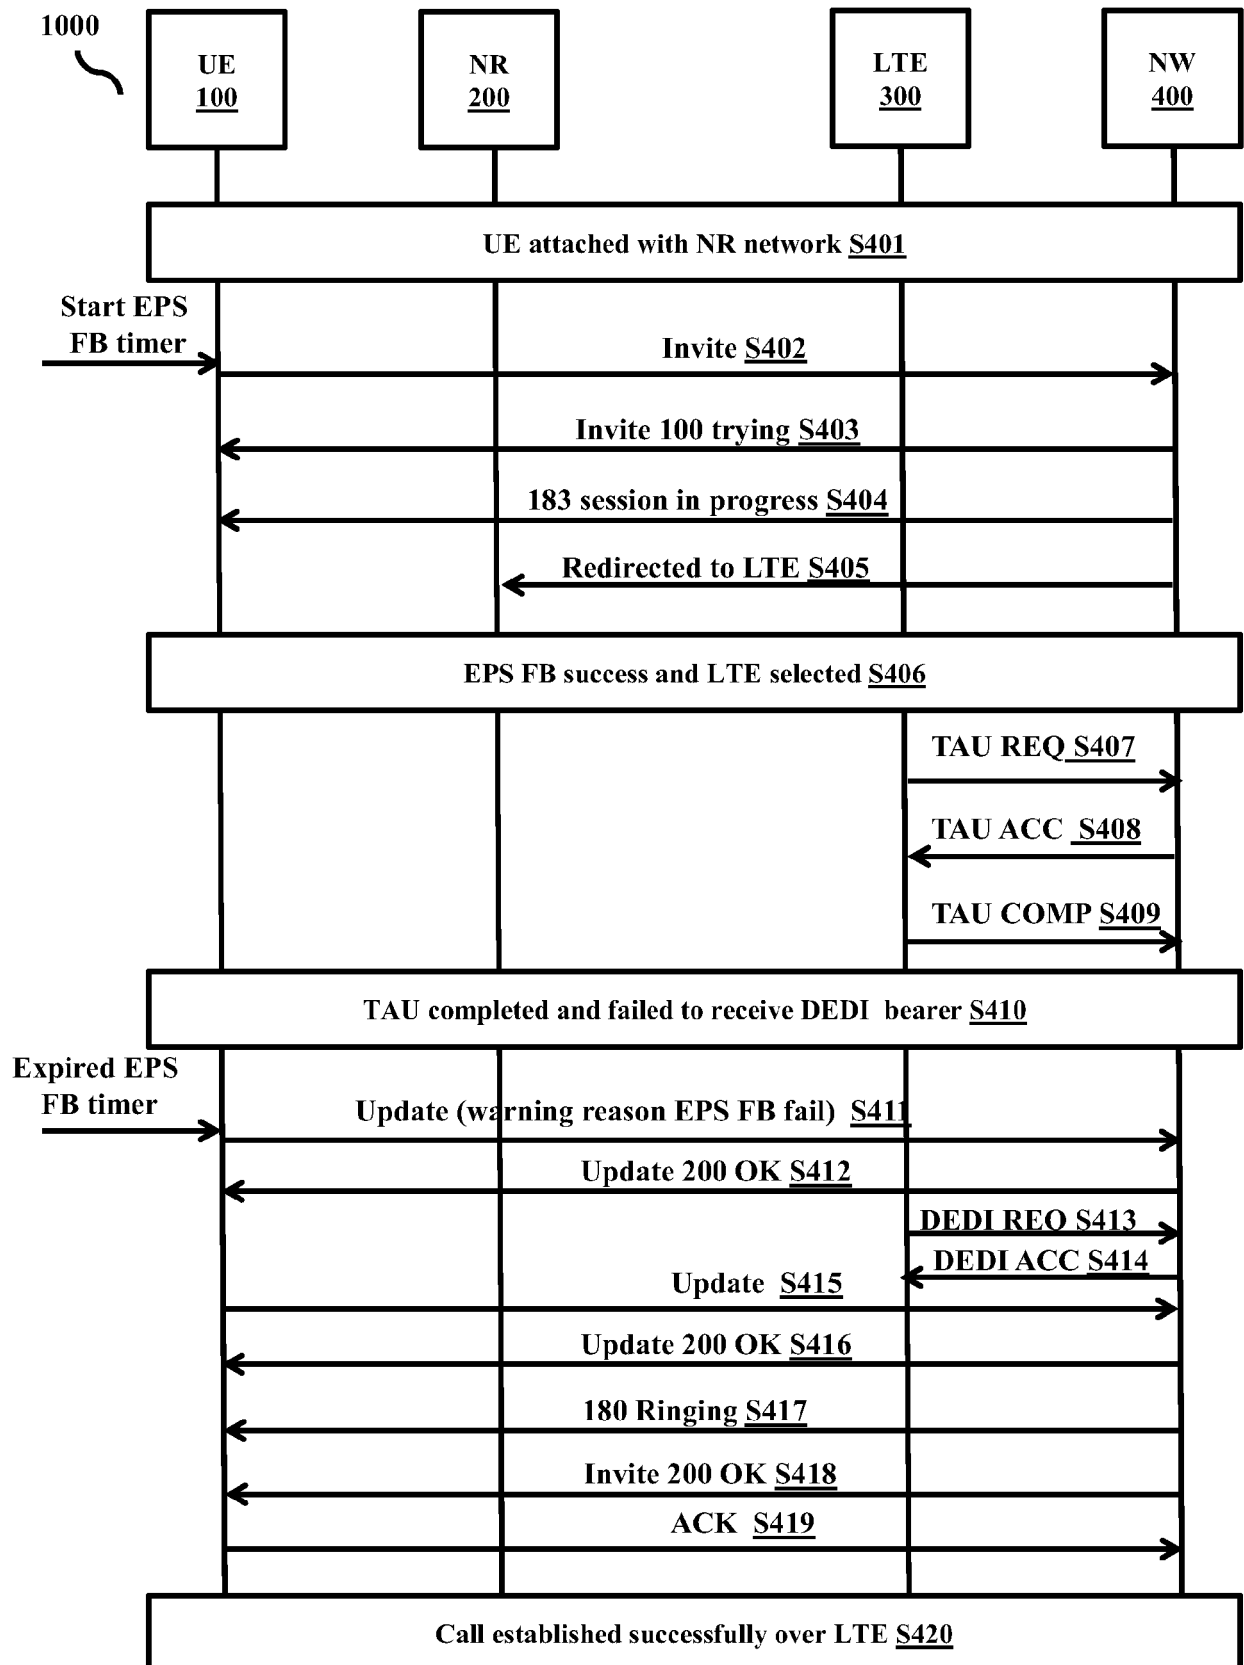 1000
UE
100
NR
200
LTE
300
NW
400
UE attached with NR network S401
Start EPS
FB timer
Invite S402
Invite 100 trying S403
183 session in progress S404
Redirected to LTE S405
EPS FB success and LTE selected S406
TAU REQ S407
TAU ACC S408
TAU COMP S409
TAU completed and failed to receive DEDI bearer S410
Expired EPS
FB timer
Update (warning reason EPS FB fail) S411
Update 200 OK S412
DEDI REQ S413
DEDI ACC S414
Update S415
Update 200 OK S416
180 Ringing S417
Invite 200 OK S418
ACK S419
Call established successfully over LTE S420